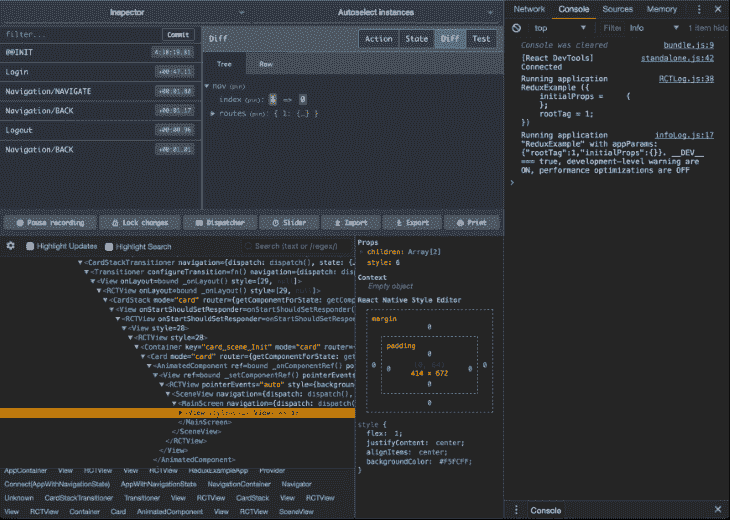 Inspector
Autoselect instances
filter...
Commit
@@INIT
6:10:19.81
Login
+00:47.11
Navigation/NAVIGATE
+00:01.80
Navigation/BACK
+00:01.17
Logout
+00:00.96
Navigation/BACK
+00:01.01
Diff
Action State Diff Test
Tree Raw
nav (pin)
index (pin): => 0
routes (pin): { 1: {…} }
Pause recording Lock changes Dispatcher Slider Import Export Print
Highlight Updates Highlight Search Search (text or /regex/)
<CardStackTransitioner navigation={dispatch: dispatch(), state: {…
<Transitioner configureTransition=fn() navigation={dispatch: dis
<View onLayout=bound _onLayout() style=[29, null]>
<RCTView onLayout=bound _onLayout() style=[29, null]>
<CardStack mode="card" router={getComponentForState: getComp
<View onStartShouldSetResponder=onStartShouldSetResponder(
<RCTView onStartShouldSetResponder=onStartShouldSetRespon
<View style=28>
<RCTView style=28>
<Container key="card_scene_Init" mode="card" router=
<Card mode="card" router={getComponentForState: get
<AnimatedComponent ref=bound _onComponentRef() po
<View ref=bound _setComponentRef() pointerEvents
<RCTView pointerEvents="auto" style={backgroun
<SceneView navigation={dispatch: dispatch(),
<MainScreen navigation={dispatch: dispatch(
</MainScreen>
</SceneView>
</RCTView>
</View>
</AnimatedComponent>
AppContainer View RCTView View RCTView ReduxExampleApp Provider
Connect(AppWithNavigationState) AppWithNavigationState NavigationContainer Navigator
Unknown CardStackTransitioner Transitioner View RCTView CardStack View RCTView
View RCTView Container Card AnimatedComponent View RCTView SceneView
Props
children: Array[2]
style: 6
Context
Empty object
React Native Style Editor
margin
0
padding
0
0 0 414 × 672 0 0
0
0
style {
flex: 1;
justifyContent: center;
alignItems: center;
backgroundColor: #F5FCFF;
}
Network Console Sources Memory
top Filter Info 1 item hidd
Console was cleared bundle.js:9
[React DevTools] standalone.js:42
Connected
Running application RCTLog.js:38
ReduxExample ({
initialProps = {
};
rootTag = 1;
})
Running application infoLog.js:17
"ReduxExample" with appParams:
{"rootTag":1,"initialProps":{}}. __DEV__
=== true, development-level warning are
ON, performance optimizations are OFF
Console